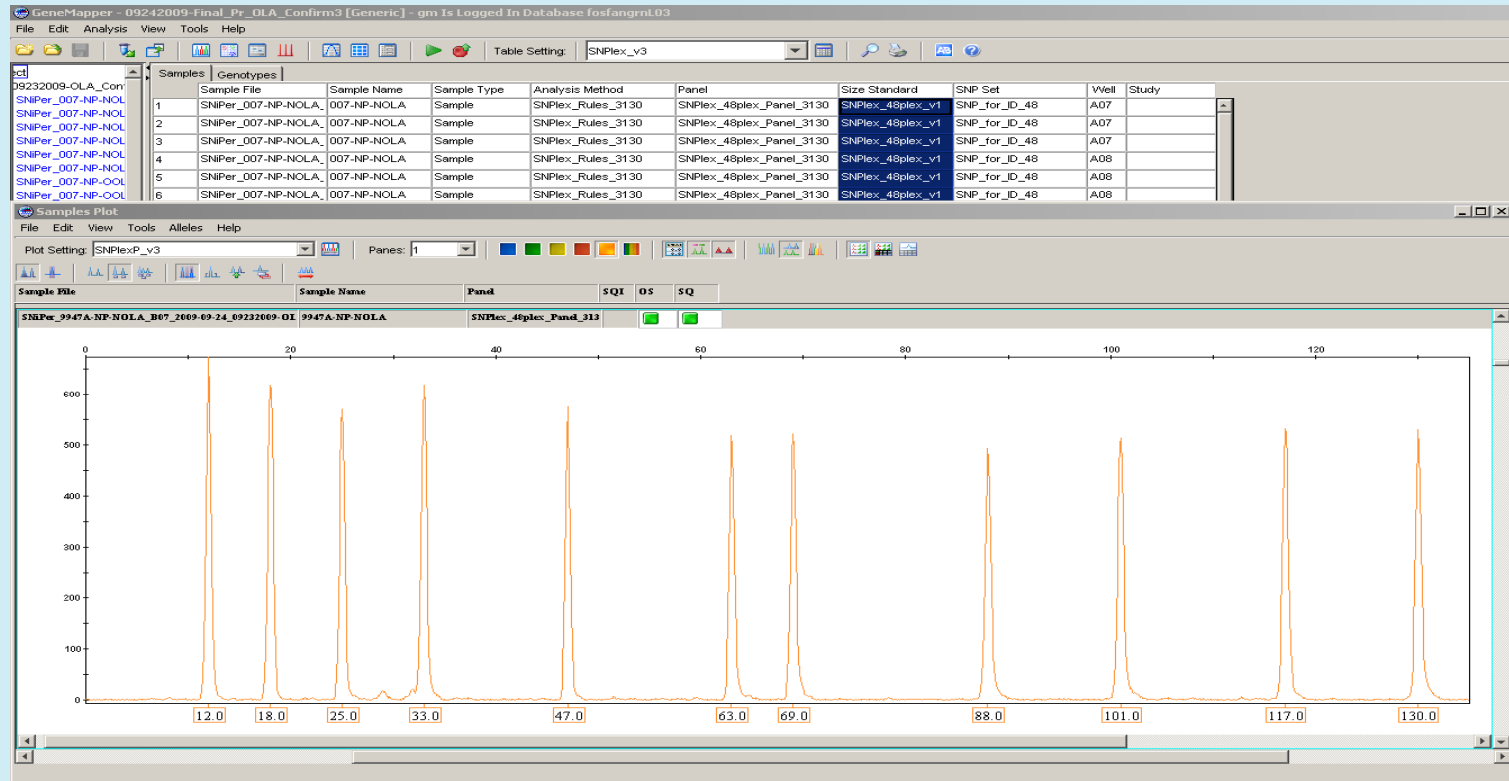 GeneMapper - 09242009-Final_Pr_OLA_Confirm3 [Generic] - gm Is Logged In Database fosfangrnL03
File Edit Analysis View Tools Help
Table Setting: SNPlex_v3
ect
09232009-OLA_Con
SNiPer_007-NP-NOL
SNiPer_007-NP-NOL
SNiPer_007-NP-NOL
SNiPer_007-NP-NOL
SNiPer_007-NP-NOL
SNiPer_007-NP-NOL
SNiPer_007-NP-OOL
SNiPer_007-NP-OOL
Samples Genotypes
Sample File Sample Name Sample Type Analysis Method Panel Size Standard SNP Set Well Study
1 SNiPer_007-NP-NOLA_ 007-NP-NOLA Sample SNPlex_Rules_3130 SNPlex_48plex_Panel_3130 SNPlex_48plex_v1 SNP_for_ID_48 A07
2 SNiPer_007-NP-NOLA_ 007-NP-NOLA Sample SNPlex_Rules_3130 SNPlex_48plex_Panel_3130 SNPlex_48plex_v1 SNP_for_ID_48 A07
3 SNiPer_007-NP-NOLA_ 007-NP-NOLA Sample SNPlex_Rules_3130 SNPlex_48plex_Panel_3130 SNPlex_48plex_v1 SNP_for_ID_48 A07
4 SNiPer_007-NP-NOLA_ 007-NP-NOLA Sample SNPlex_Rules_3130 SNPlex_48plex_Panel_3130 SNPlex_48plex_v1 SNP_for_ID_48 A08
5 SNiPer_007-NP-NOLA_ 007-NP-NOLA Sample SNPlex_Rules_3130 SNPlex_48plex_Panel_3130 SNPlex_48plex_v1 SNP_for_ID_48 A08
6 SNiPer_007-NP-NOLA_ 007-NP-NOLA Sample SNPlex_Rules_3130 SNPlex_48plex_Panel_3130 SNPlex_48plex_v1 SNP_for_ID_48 A08
Samples Plot
File Edit View Tools Alleles Help
Plot Setting: SNPlexP_v3 Panes: 1
Sample File Sample Name Panel SQI OS SQ
SNiPer_9947A-NP-NOLA_B07_2009-09-24_09232009-OL 9947A-NP-NOLA SNPlex_48plex_Panel_313
0 20 40 60 80 100 120
600
500
400
300
200
100
0
12.0 18.0 25.0 33.0 47.0 63.0 69.0 88.0 101.0 117.0 130.0